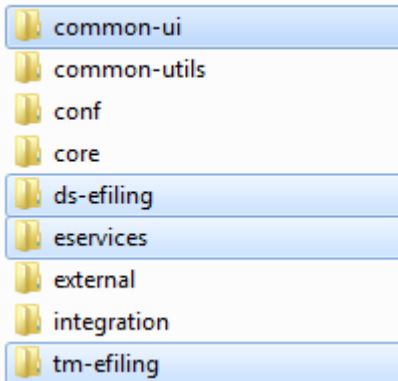 common-ui
common-utils
conf
core
ds-efiling
eservices
external
integration
tm-efiling